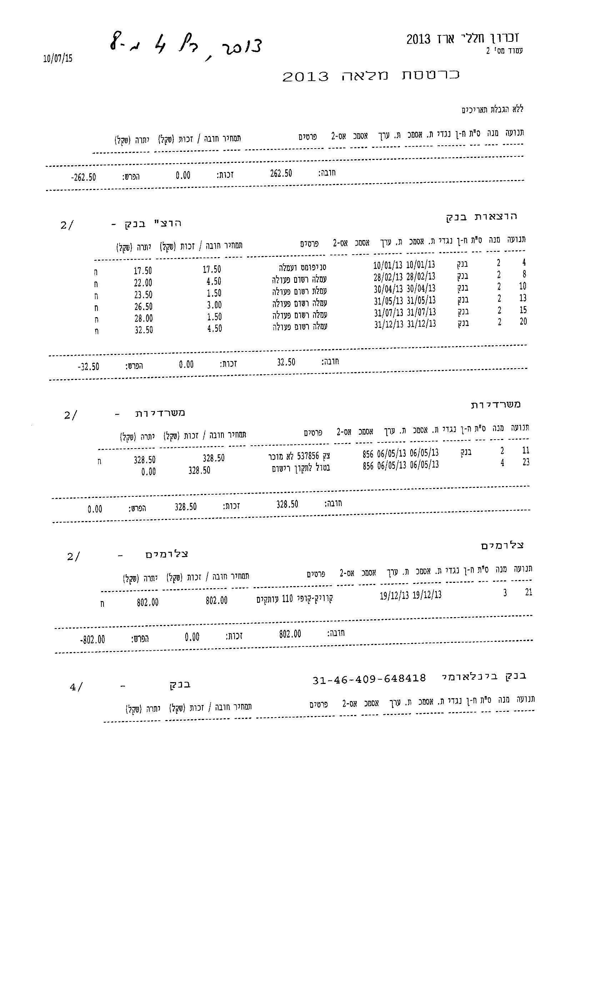 זכרון חללי ארז 2013
עמוד מס' 2
2013, דף 4 מ-8
10/07/15
כרטסת מלאה 2013
ללא הגבלת תאריכים
תנועה מנה ס"ת ח-ן נגדי ת. אסמכ ת. ערך אסמכ אס-2 פרטים תמחיר חובה / זכות (שקל) יתרה (שקל)
חובה: 262.50 זכות: 0.00 הפרש: 262.50-
הוצאות בנק הוצ" בנק - 2/
תנועה מנה ס"ת ח-ן נגדי ת. אסמכ ת. ערך אסמכ אס-2 פרטים תמחיר חובה / זכות (שקל) יתרה (שקל)
4 2 בנק 10/01/13 10/01/13 סניפומט ועמלה 17.50 17.50 ח
8 2 בנק 28/02/13 28/02/13 עמלה רשום פעולה 4.50 22.00 ח
10 2 בנק 30/04/13 30/04/13 עמלת רשום פעולה 1.50 23.50 ח
13 2 בנק 31/05/13 31/05/13 עמלה רשום פעולה 3.00 26.50 ח
15 2 בנק 31/07/13 31/07/13 עמלה רשום פעולה 1.50 28.00 ח
20 2 בנק 31/12/13 31/12/13 עמלה רשום פעולה 4.50 32.50 ח
חובה: 32.50 זכות: 0.00 הפרש: 32.50-
משרדיות משרדיות - 2/
תנועה מנה ס"ת ח-ן נגדי ת. אסמכ ת. ערך אסמכ אס-2 פרטים תמחיר חובה / זכות (שקל) יתרה (שקל)
11 2 בנק 06/05/13 06/05/13 856 צק 537856 לא מוכר 328.50 328.50 ח
23 4 06/05/13 06/05/13 856 בטול לתקון רישום 328.50 0.00
חובה: 328.50 זכות: 328.50 הפרש: 0.00
צלומים צלומים - 2/
תנועה מנה ס"ת ח-ן נגדי ת. אסמכ ת. ערך אסמכ אס-2 פרטים תמחיר חובה / זכות (שקל) יתרה (שקל)
21 3 19/12/13 19/12/13 קוויק-קופי 110 עותקים 802.00 802.00 ח
חובה: 802.00 זכות: 0.00 הפרש: 802.00-
בנק בינלאומי 31-46-409-648418 בנק - 4/
תנועה מנה ס"ת ח-ן נגדי ת. אסמכ ת. ערך אסמכ אס-2 פרטים תמחיר חובה / זכות (שקל) יתרה (שקל)